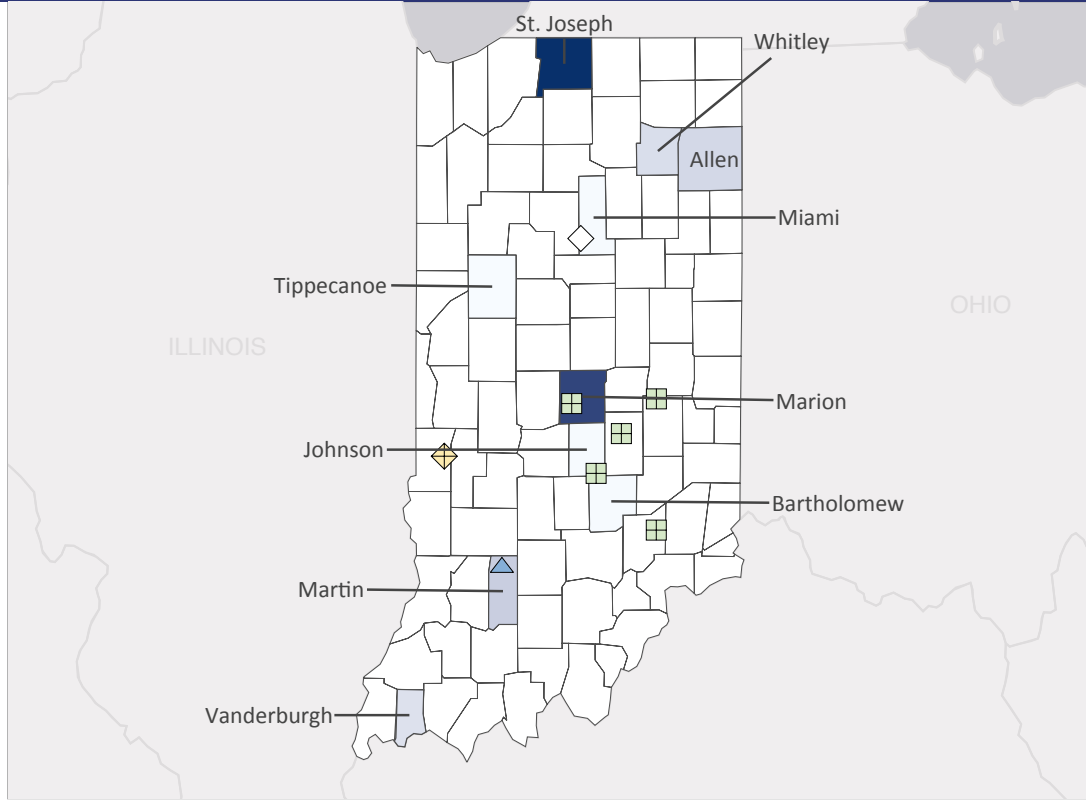 St. Joseph
Whitley
Allen
Miami
Tippecanoe
OHIO
ILLINOIS
Marion
Johnson
Bartholomew
Martin
Vanderburgh